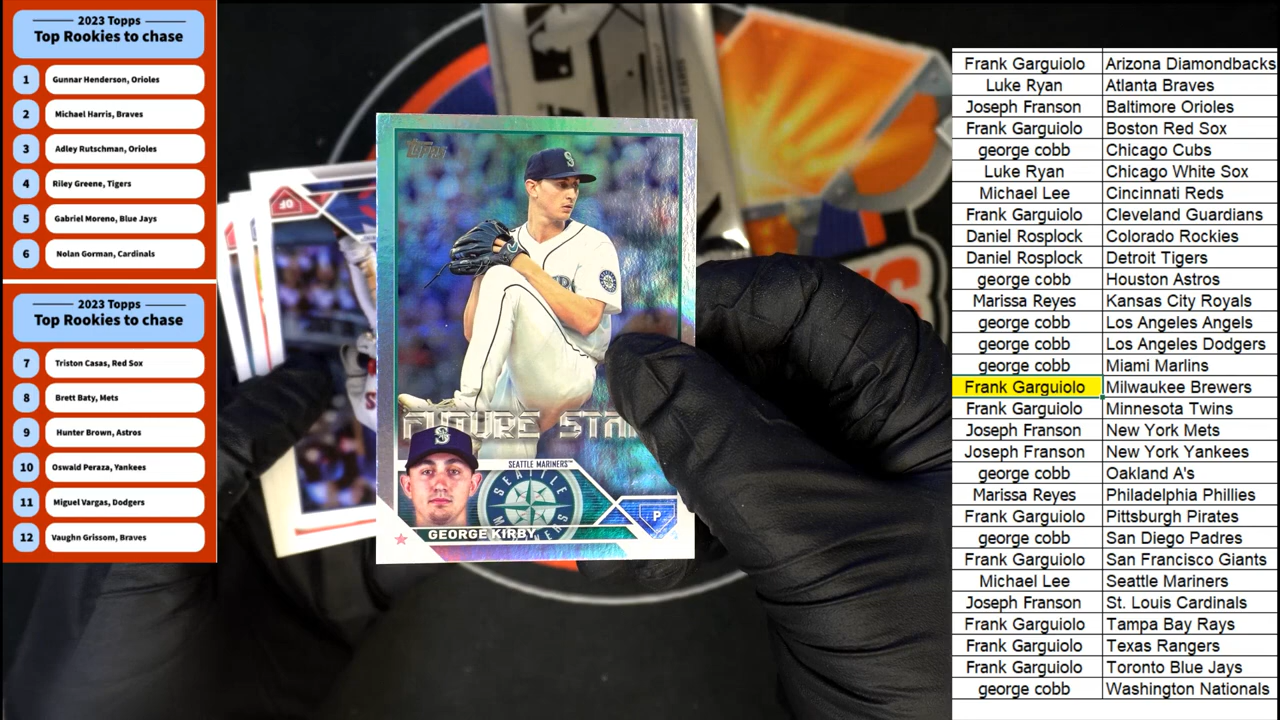 2023 Topps
Top Rookies to chase
1 Gunnar Henderson, Orioles
2 Michael Harris, Braves
3 Adley Rutschman, Orioles
4 Riley Greene, Tigers
5 Gabriel Moreno, Blue Jays
6 Nolan Gorman, Cardinals
2023 Topps
Top Rookies to chase
7 Triston Casas, Red Sox
8 Brett Baty, Mets
9 Hunter Brown, Astros
10 Oswald Peraza, Yankees
11 Miguel Vargas, Dodgers
12 Vaughn Grissom, Braves
OF
Topps
S
FUTURE STA
S
SEATTLE MARINERS™
SEATTLE
MARINERS
P
GEORGE KIRBY
Frank Garguiolo Arizona Diamondbacks
Luke Ryan Atlanta Braves
Joseph Franson Baltimore Orioles
Frank Garguiolo Boston Red Sox
george cobb Chicago Cubs
Luke Ryan Chicago White Sox
Michael Lee Cincinnati Reds
Frank Garguiolo Cleveland Guardians
Daniel Rosplock Colorado Rockies
Daniel Rosplock Detroit Tigers
george cobb Houston Astros
Marissa Reyes Kansas City Royals
george cobb Los Angeles Angels
george cobb Los Angeles Dodgers
george cobb Miami Marlins
Frank Garguiolo Milwaukee Brewers
Frank Garguiolo Minnesota Twins
Joseph Franson New York Mets
Joseph Franson New York Yankees
george cobb Oakland A's
Marissa Reyes Philadelphia Phillies
Frank Garguiolo Pittsburgh Pirates
george cobb San Diego Padres
Frank Garguiolo San Francisco Giants
Michael Lee Seattle Mariners
Joseph Franson St. Louis Cardinals
Frank Garguiolo Tampa Bay Rays
Frank Garguiolo Texas Rangers
Frank Garguiolo Toronto Blue Jays
george cobb Washington Nationals